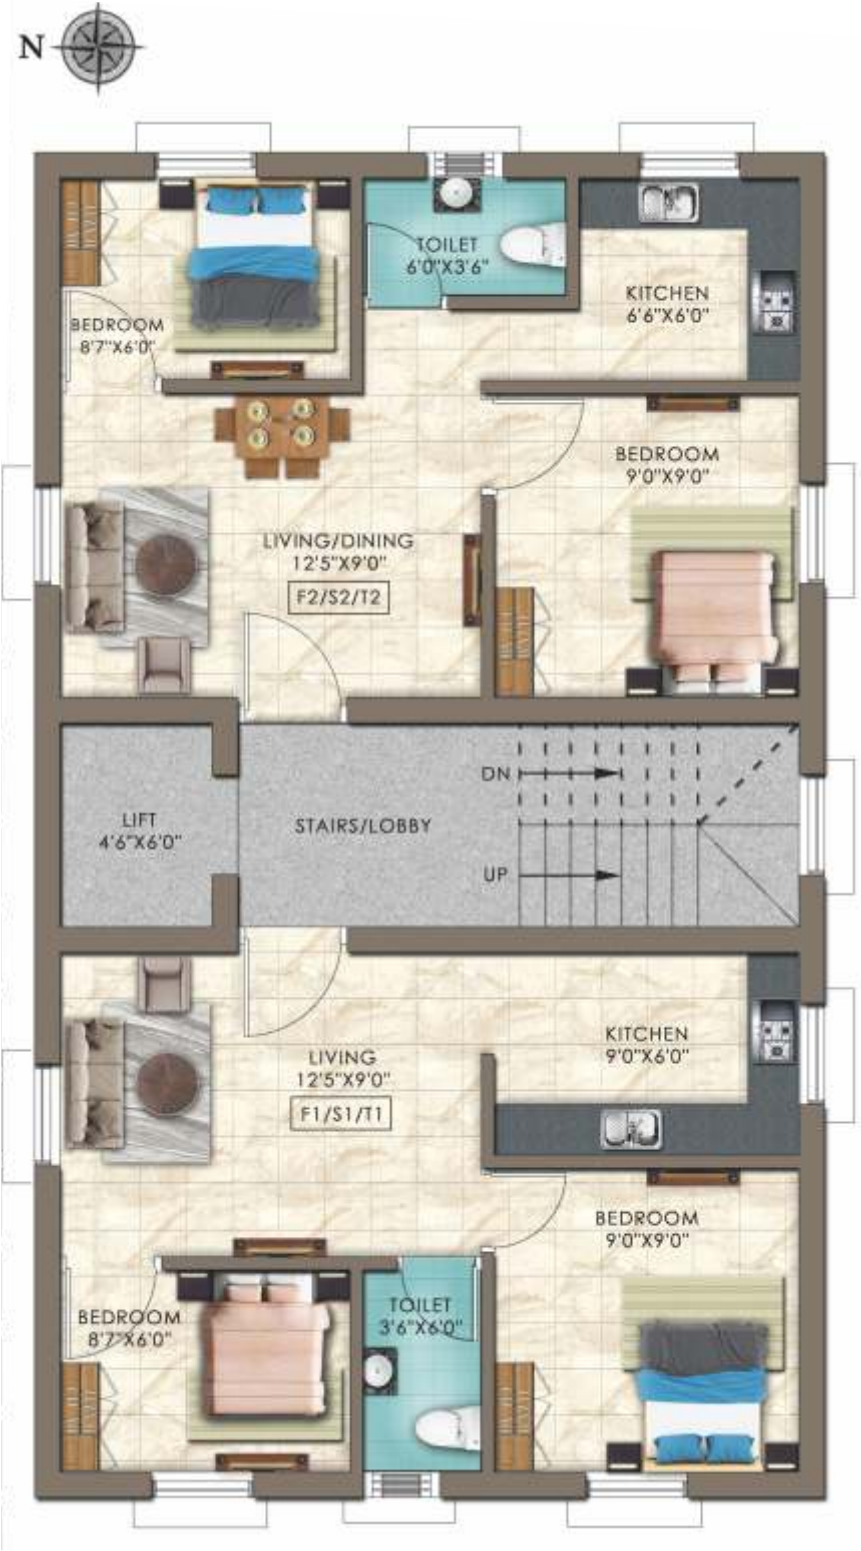 N
TOILET
6'0"X3'6"
KITCHEN
6'6"X6'0"
BEDROOM
8'7"X6'0"
BEDROOM
9'0"X9'0"
LIVING/DINING
12'5"X9'0"
F2/S2/T2
DN
LIFT
4'6"X6'0"
STAIRS/LOBBY
UP
KITCHEN
9'0"X6'0"
LIVING
12'5"X9'0"
F1/S1/T1
BEDROOM
9'0"X9'0"
BEDROOM
8'7"X6'0"
TOILET
3'6"X6'0"